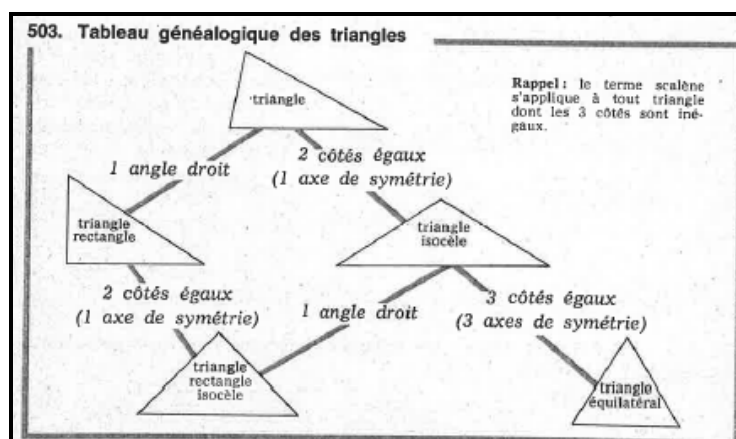 503. Tableau généalogique des triangles
Rappel : le terme scalène
s'applique à tout triangle
dont les 3 côtés sont iné-
gaux.
triangle
1 angle droit
2 côtés égaux
(1 axe de symétrie)
triangle
rectangle
triangle
isocèle
2 côtés égaux
(1 axe de symétrie)
1 angle droit
3 côtés égaux
(3 axes de symétrie)
triangle
rectangle
isocèle
triangle
équilatéral